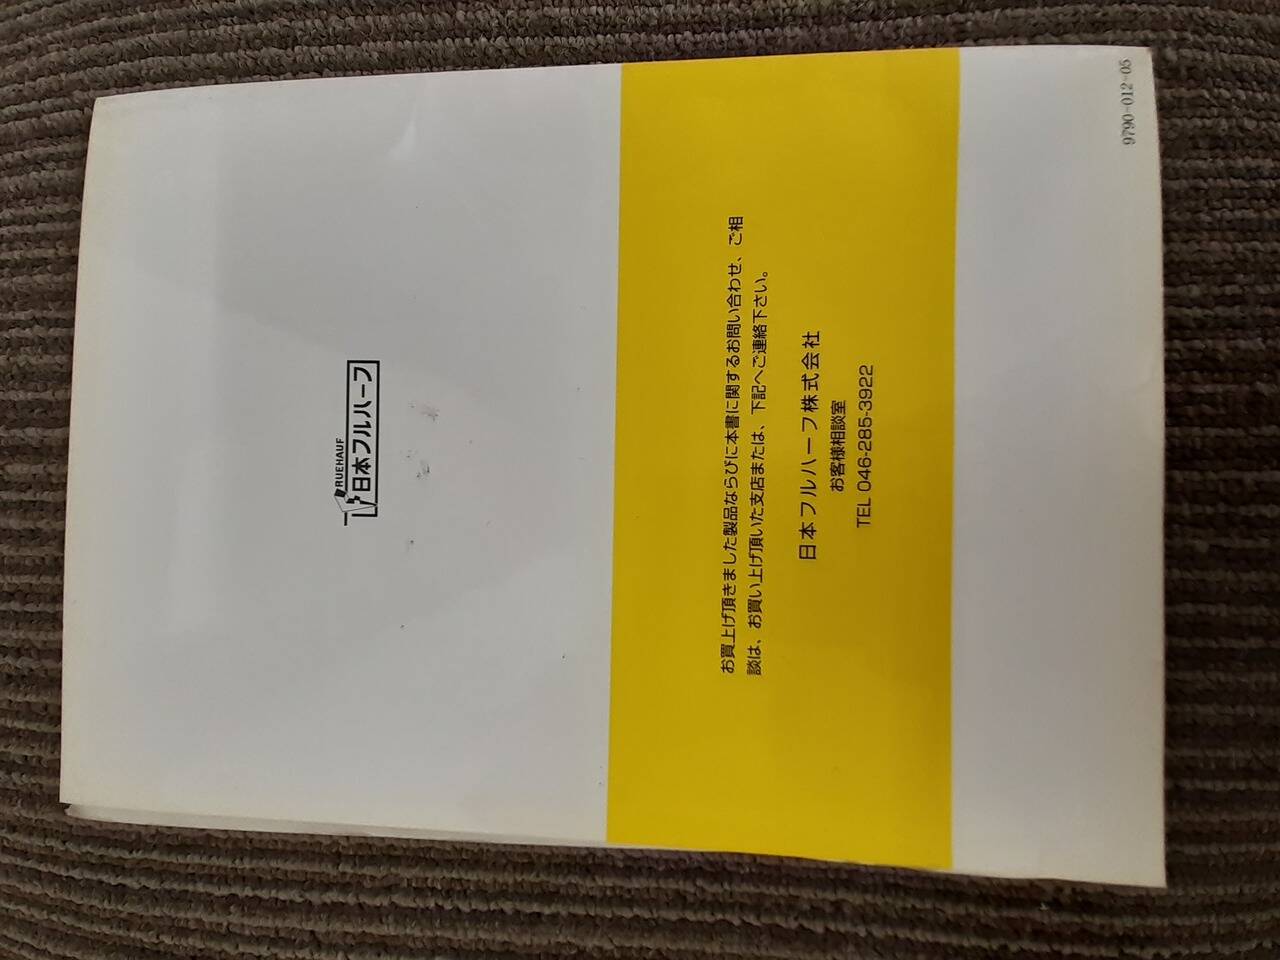 RUEHAUF
日本フルハーフ
お買上げ頂きました製品ならびに本書に関するお問い合わせ、ご相
談は、お買い上げ頂いた支店または、下記へご連絡下さい。
日本フルハーフ株式会社
お客様相談室
TEL 046-285-3922
9790-012-05